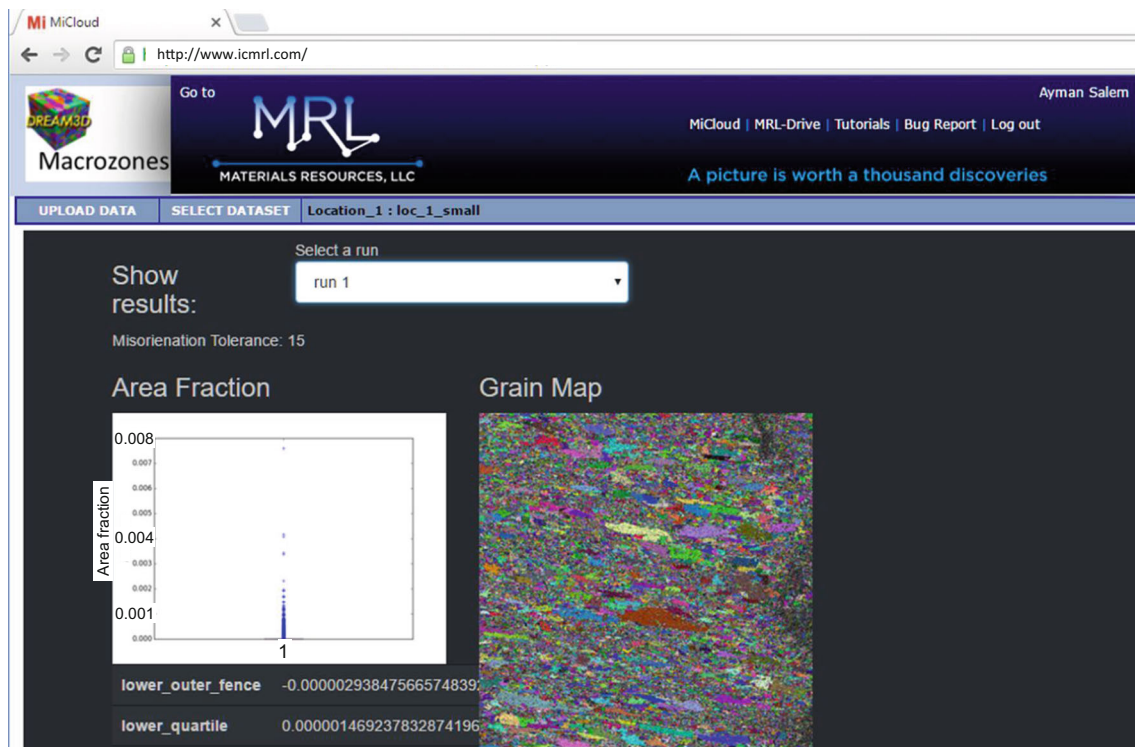 Mi MiCloud
http://www.icmrl.com/
DREAM3D
Macrozones
Go to
MRL
MATERIALS RESOURCES, LLC
Ayman Salem
MiCloud | MRL-Drive | Tutorials | Bug Report | Log out
A picture is worth a thousand discoveries
UPLOAD DATA SELECT DATASET Location_1 : loc_1_small
Select a run
Show
results:
run 1
Misorienation Tolerance: 15
Area Fraction
Grain Map
0.008
0.007
0.006
0.005
0.004
0.003
0.002
0.001
0.000
Area fraction
1
lower_outer_fence -0.0000029384756657483
lower_quartile 0.000001469237832874196